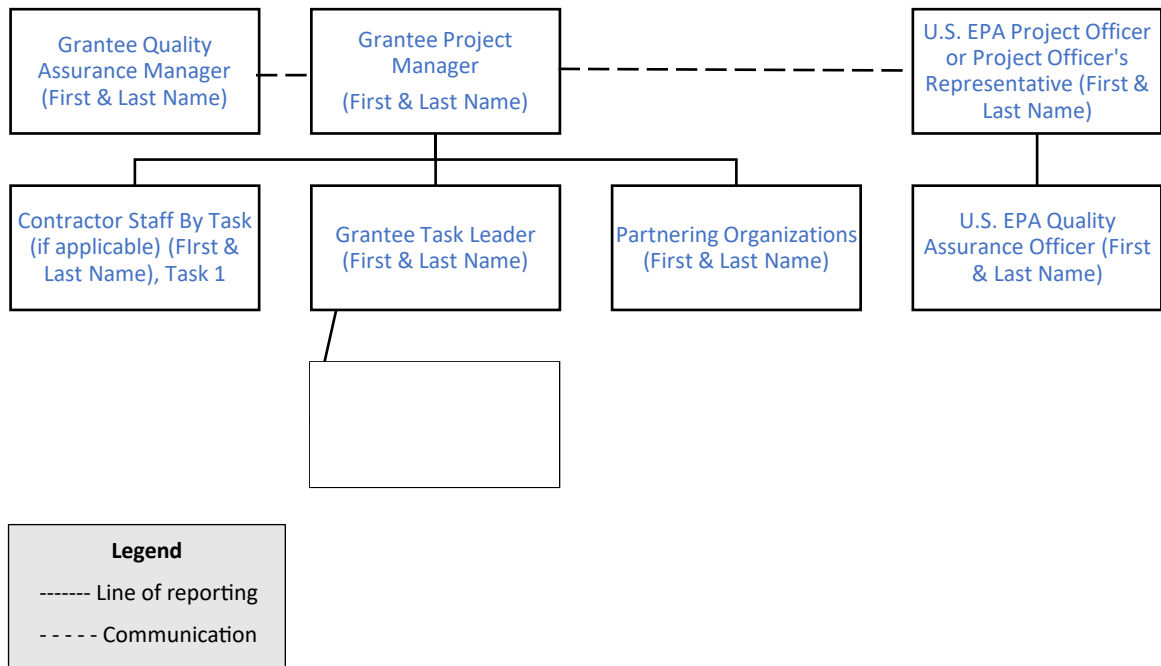 Grantee Quality
Assurance Manager
(First & Last Name)
Grantee Project
Manager
(First & Last Name)
U.S. EPA Project Officer
or Project Officer's
Representative (First &
Last Name)
Contractor Staff By Task
(if applicable) (FIrst &
Last Name), Task 1
Grantee Task Leader
(First & Last Name)
Partnering Organizations
(First & Last Name)
U.S. EPA Quality
Assurance Officer (First
& Last Name)
Legend
------- Line of reporting
- - - - - Communication